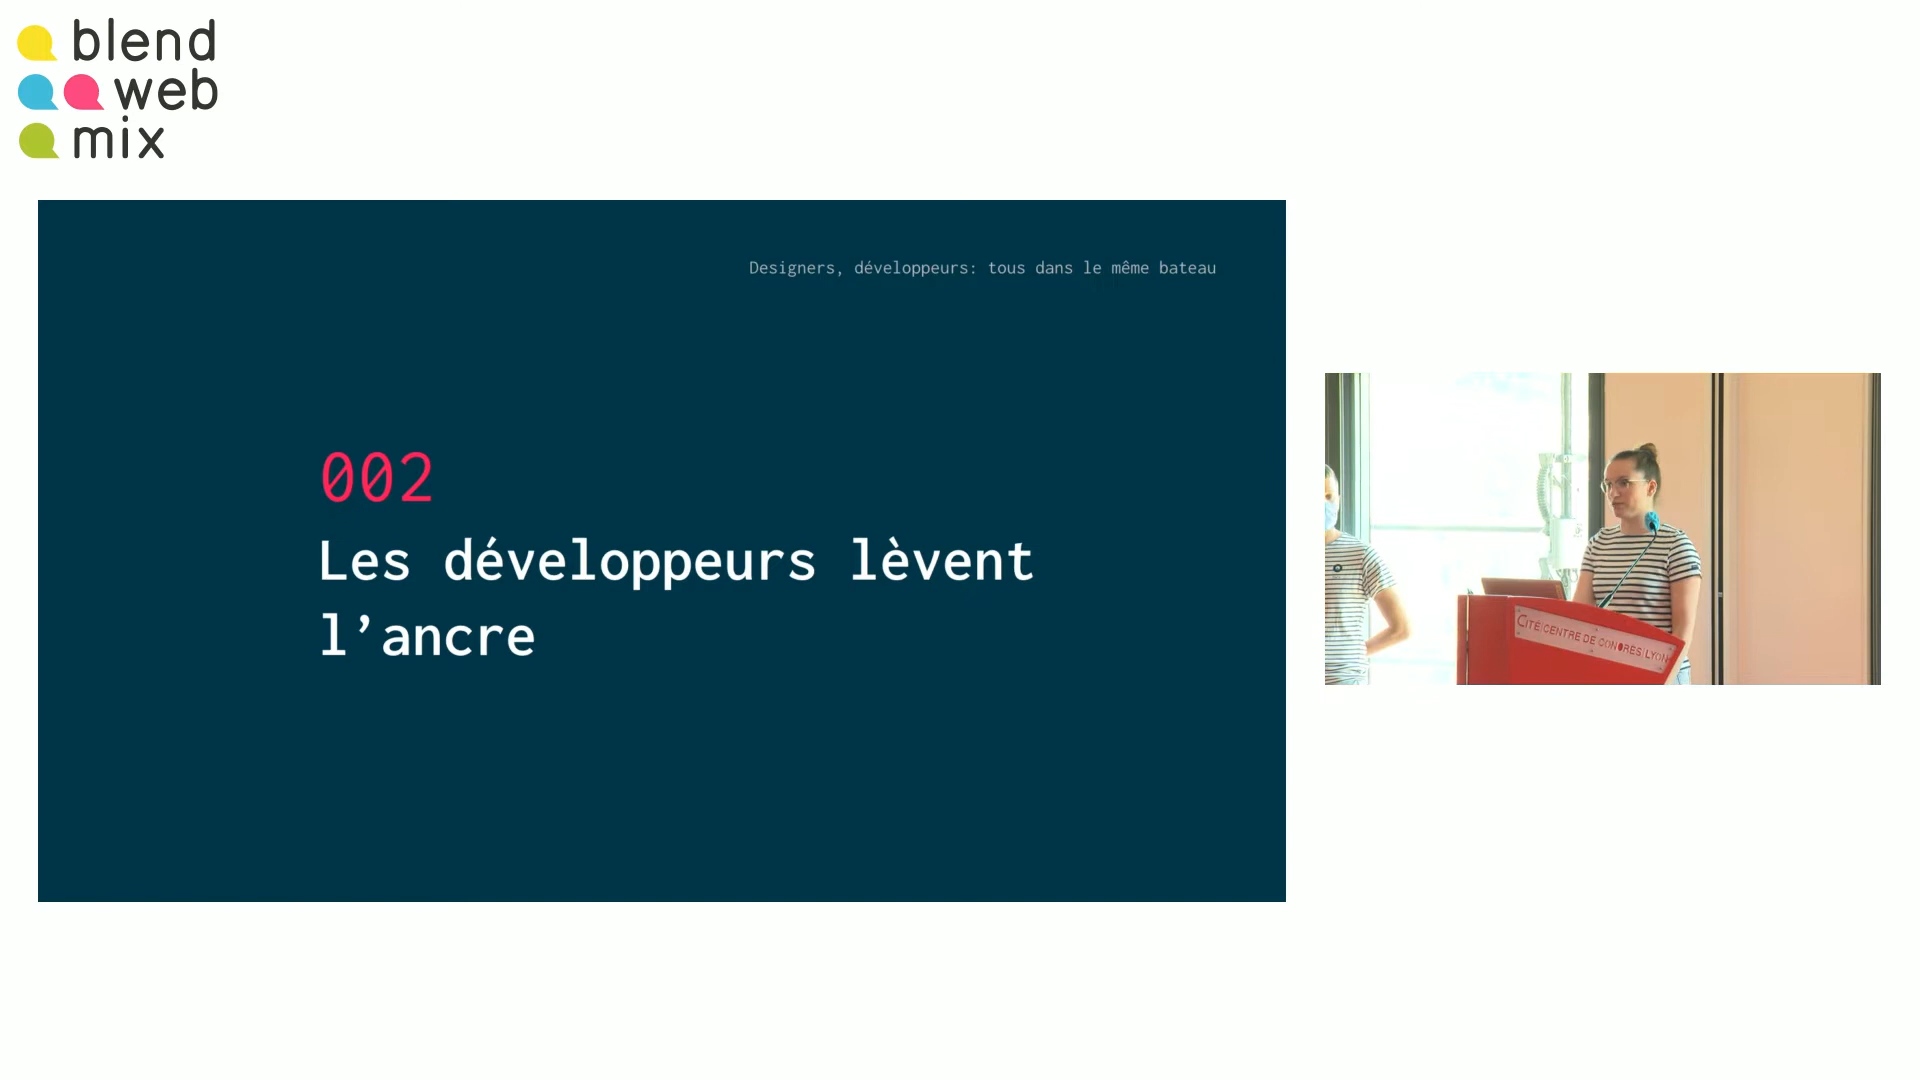 blend
web
mix
Designers, développeurs: tous dans le même bateau
002
Les développeurs lèvent
l’ancre
CITÉ|CENTRE DE CONGRÈS|LYON